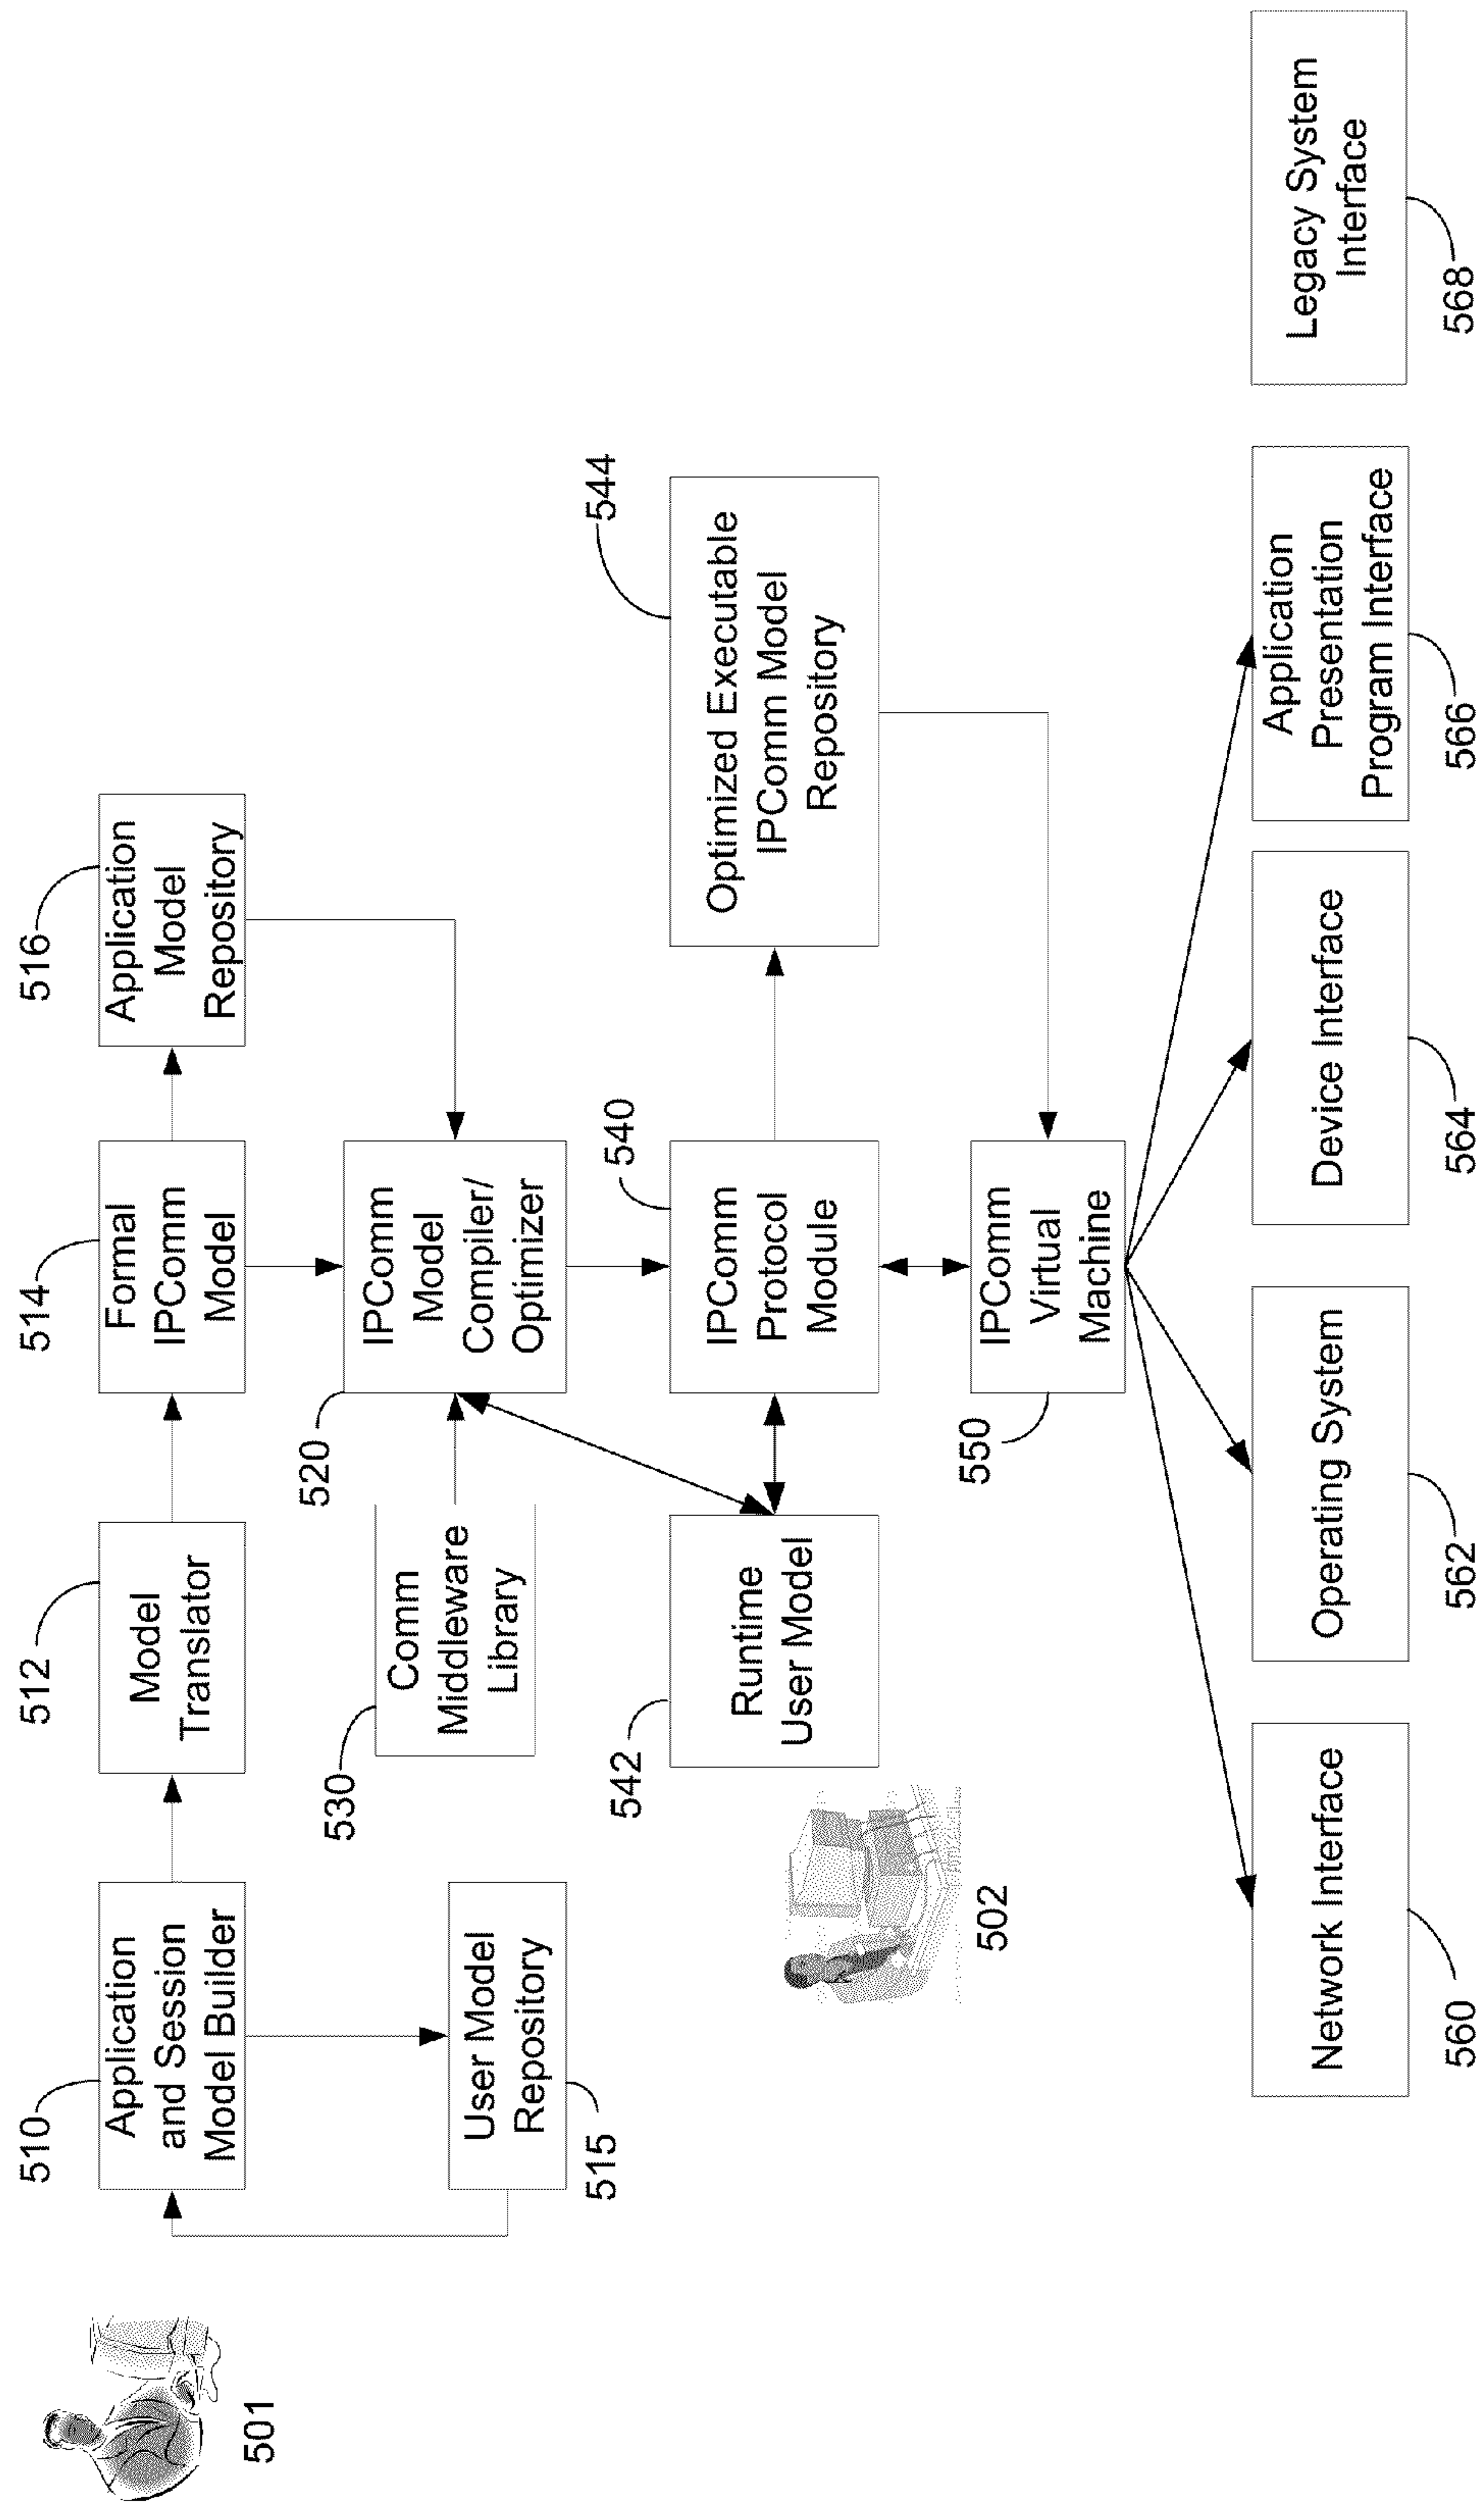 510
Application
and Session
Model Builder
512
Model
Translator
514
Formal
IPComm
Model
516
Application
Model
Repository
501
515
User Model
Repository
530
Comm
Middleware
Library
520
IPComm
Model
Compiler/
Optimizer
542
Runtime
User Model
502
540
IPComm
Protocol
Module
544
Optimized Executable
IPComm Model
Repository
550
IPComm
Virtual
Machine
Network Interface
560
Operating System
562
Device Interface
564
Application
Presentation
Program Interface
566
Legacy System
Interface
568